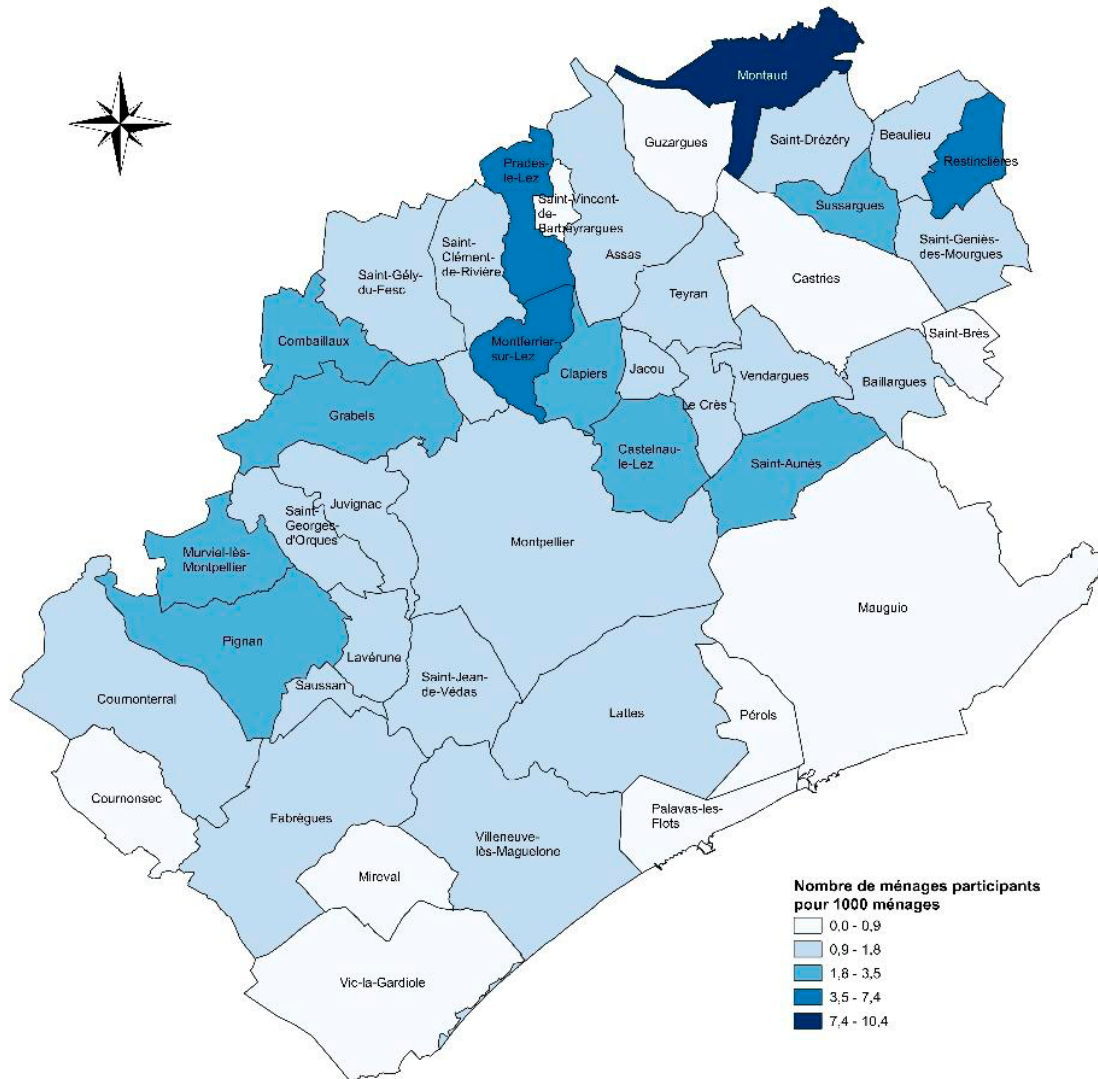 Montaud
Guzargues
Saint-Drézéry
Beaulieu
Restinclières
Prades-
le-Lez
Saint-Vincent-
de-
Barbeyrargues
Sussargues
Saint-
Clément-
de-Rivière
Assas
Saint-Geniès-
des-Mourgues
Saint-Gély-
du-Fesc
Teyran
Castries
Combaillaux
Montferrier-
sur-Lez
Saint-Brès
Clapiers
Jacou
Vendargues
Baillargues
Le Crès
Grabels
Castelnau-
le-Lez
Saint-Aunès
Juvignac
Saint-
Georges-
d'Orques
Montpellier
Murviel-lès-
Montpellier
Mauguio
Pignan
Lavérune
Saint-Jean-
de-Védas
Saussan
Cournonterral
Lattes
Pérols
Cournonsec
Fabrègues
Palavas-les-
Flots
Villeneuve-
lès-Maguelone
Mireval
Vic-la-Gardiole
Nombre de ménages participants
pour 1000 ménages
0,0 - 0,9
0,9 - 1,8
1,8 - 3,5
3,5 - 7,4
7,4 - 10,4